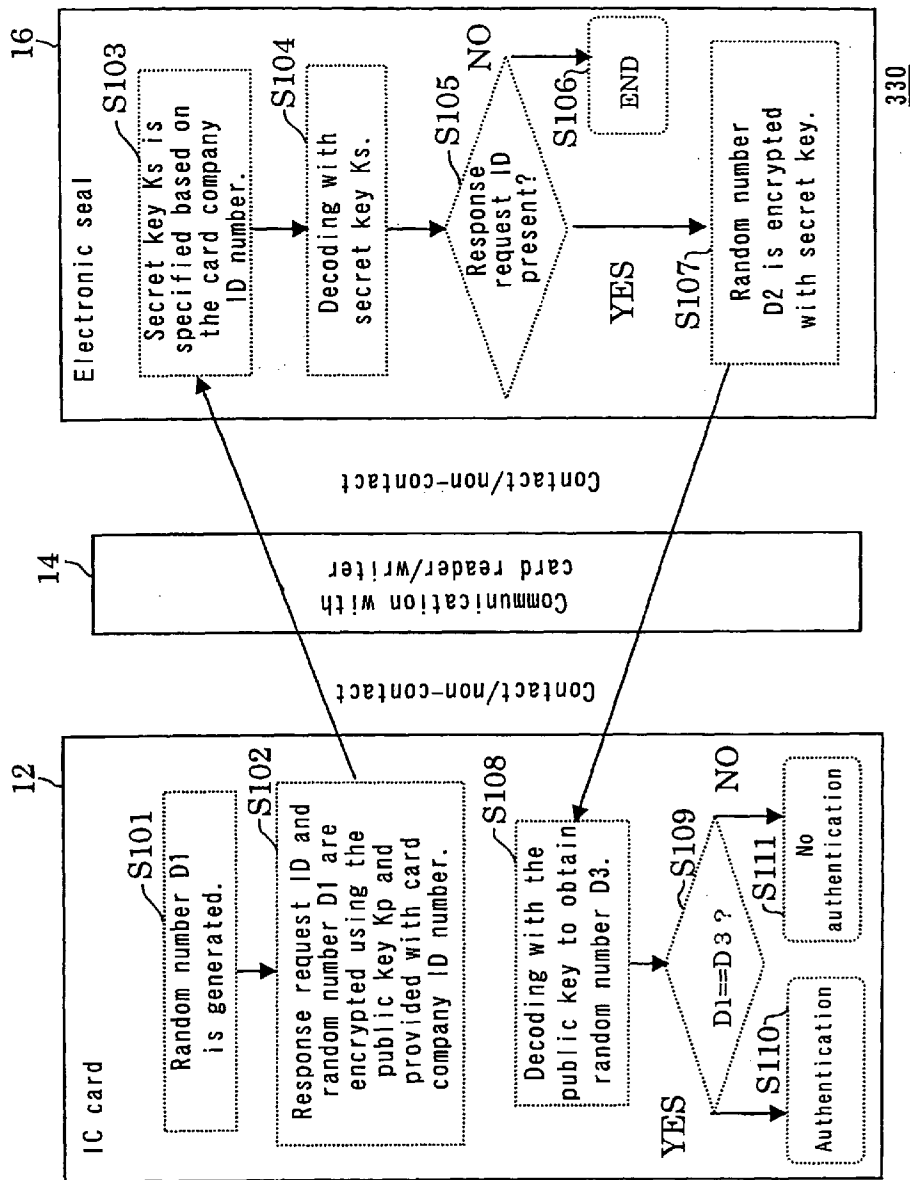 IC card
12
S101
Random number D1
is generated.
S102
Response request ID and
random number D1 are
encrypted using the
public key Kp and
provided with card
company ID number.
S108
Decoding with the
public key to obtain
random number D3.
S109
D1==D3?
YES
NO
S110
Authentication
S111
No
authentication
Contact/non-contact
14
Communication with
card reader/writer
Contact/non-contact
Electronic seal
16
S103
Secret key Ks is
specified based on
the card company
ID number.
S104
Decoding with
secret key Ks.
S105
Response
request ID
present?
NO
S106
END
YES
S107
Random number
D2 is encrypted
with secret key.
330